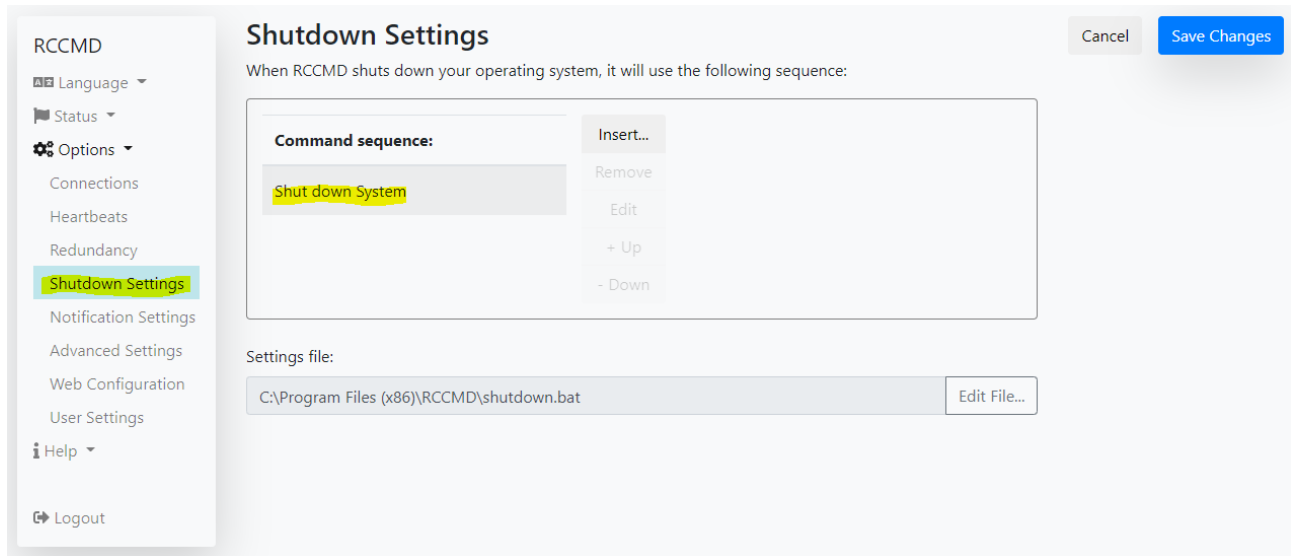 RCCMD
Language
Status
Options
Connections
Heartbeats
Redundancy
Shutdown Settings
Notification Settings
Advanced Settings
Web Configuration
User Settings
Help
Logout
Shutdown Settings
Cancel
Save Changes
When RCCMD shuts down your operating system, it will use the following sequence:
Command sequence:
Shut down System
Insert...
Remove
Edit
+ Up
- Down
Settings file:
C:\Program Files (x86)\RCCMD\shutdown.bat
Edit File...